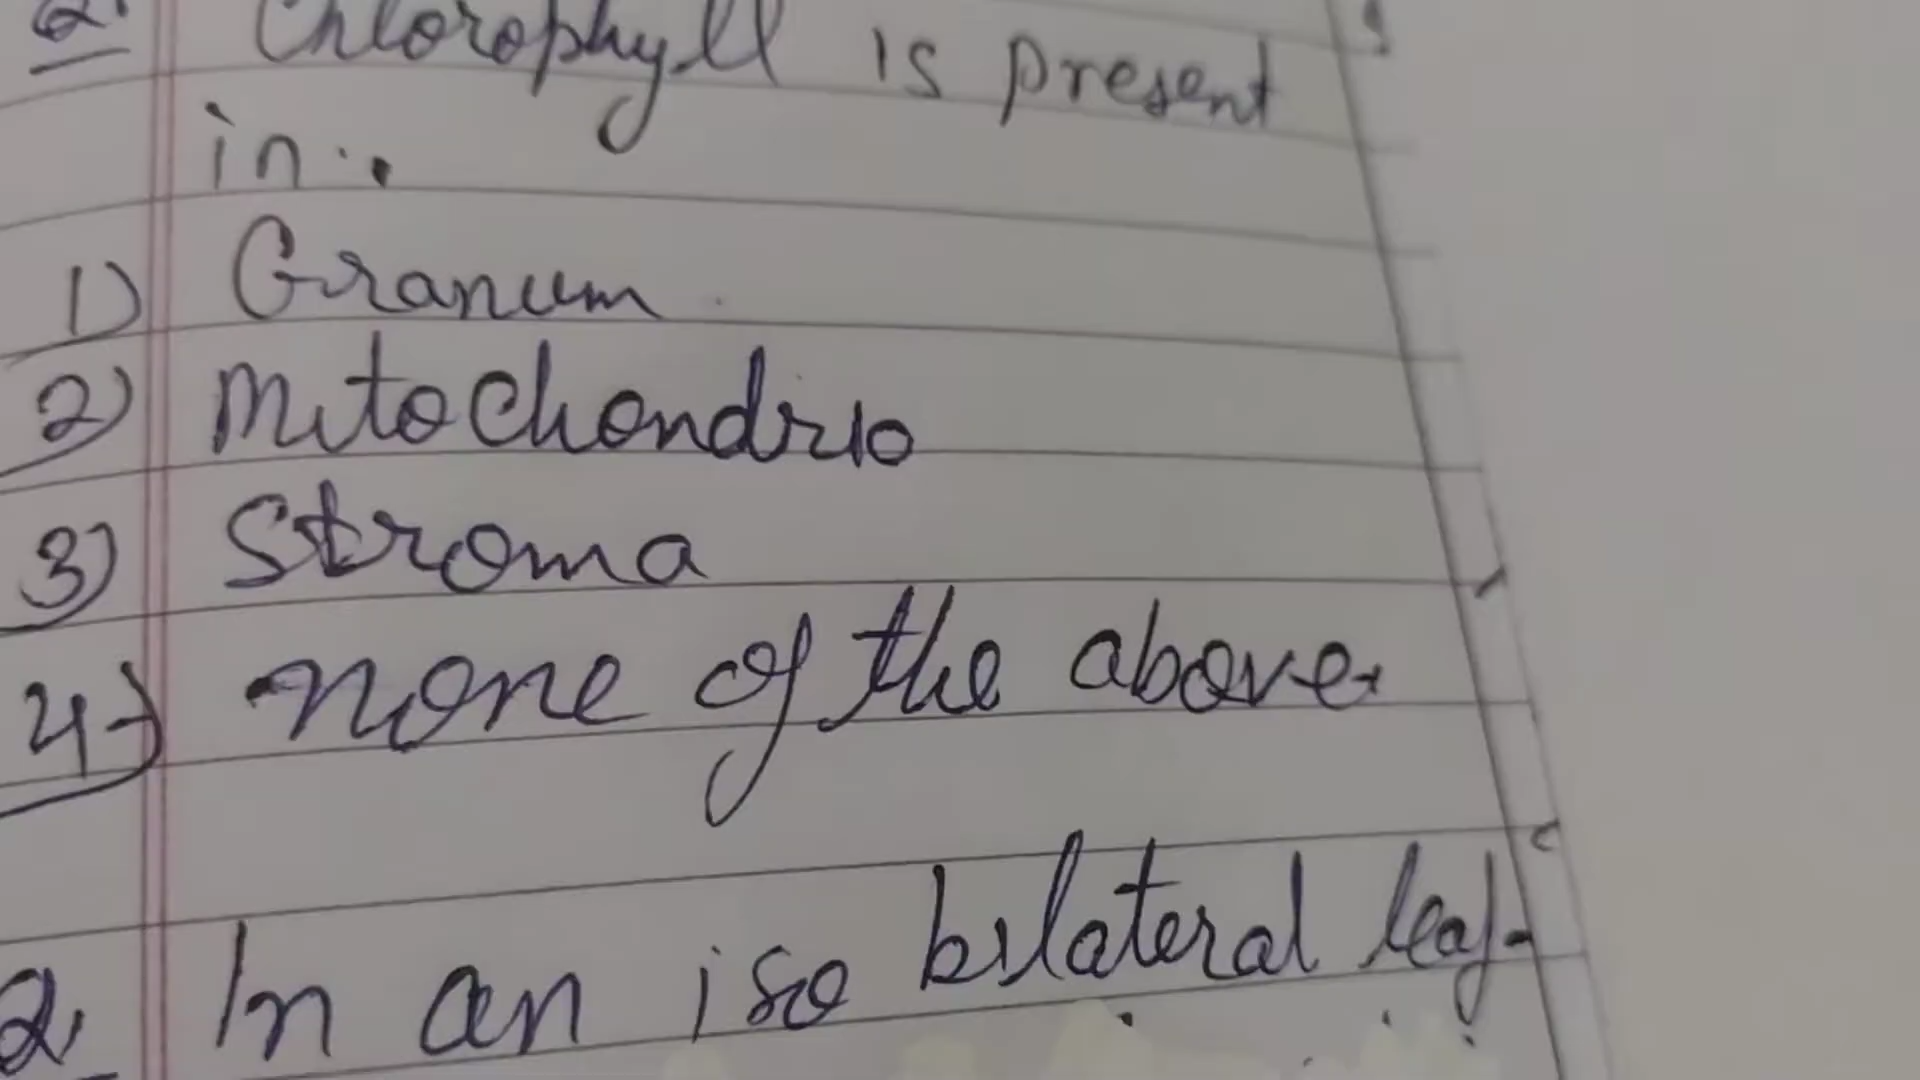 Q. Chlorophyll is present
in.
1) Granum
2) Mitochondrio
3) Stroma
4) none of the above.
Q. In an iso bilateral leaf-